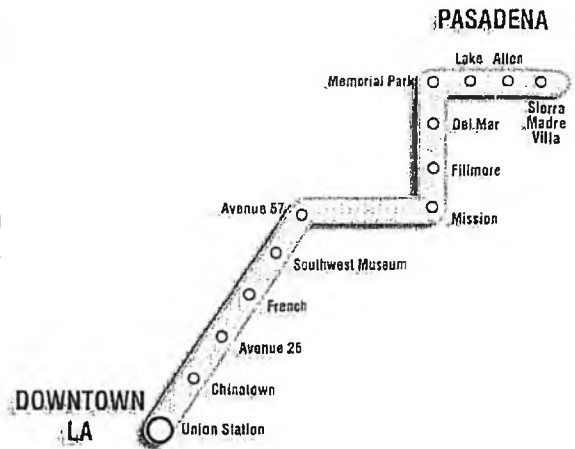 PASADENA
Lake Allen
Memorial Park
Sierra
Madre
Villa
Del Mar
Fillmore
Avenue 57
Mission
Southwest Museum
French
Avenue 26
Chinatown
DOWNTOWN
LA
Union Station